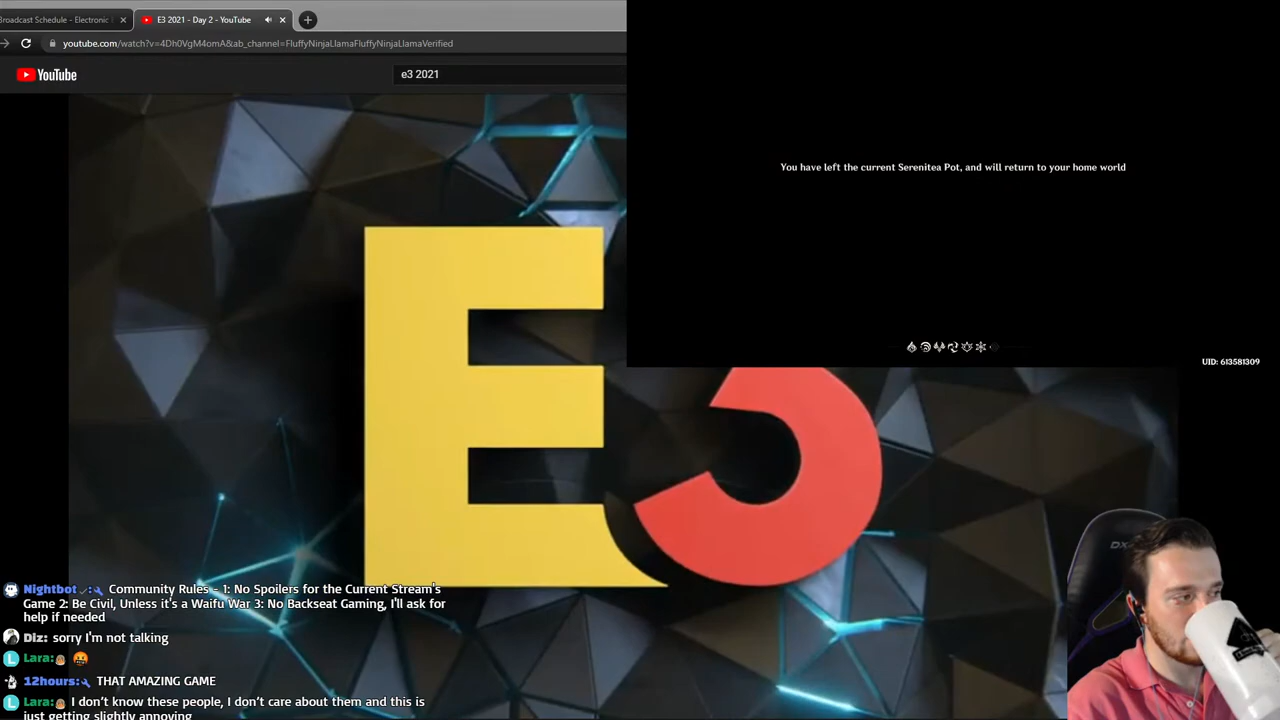 Broadcast Schedule - Electronic
E3 2021 - Day 2 - YouTube
youtube.com/watch?v=4Dh0VgM4omA&ab_channel=FluffyNinjaLlamaFluffyNinjaLlamaVerified
YouTube
e3 2021
You have left the current Serenitea Pot, and will return to your home world
UID: 613581309
E3
DX
Nightbot : Community Rules - 1: No Spoilers for the Current Stream's
Game 2: Be Civil, Unless it's a Waifu War 3: No Backseat Gaming, I'll ask for
help if needed
Diz: sorry I'm not talking
L Lara:
12hours: THAT AMAZING GAME
L Lara: I don't know these people, I don't care about them and this is
just getting slightly annoying